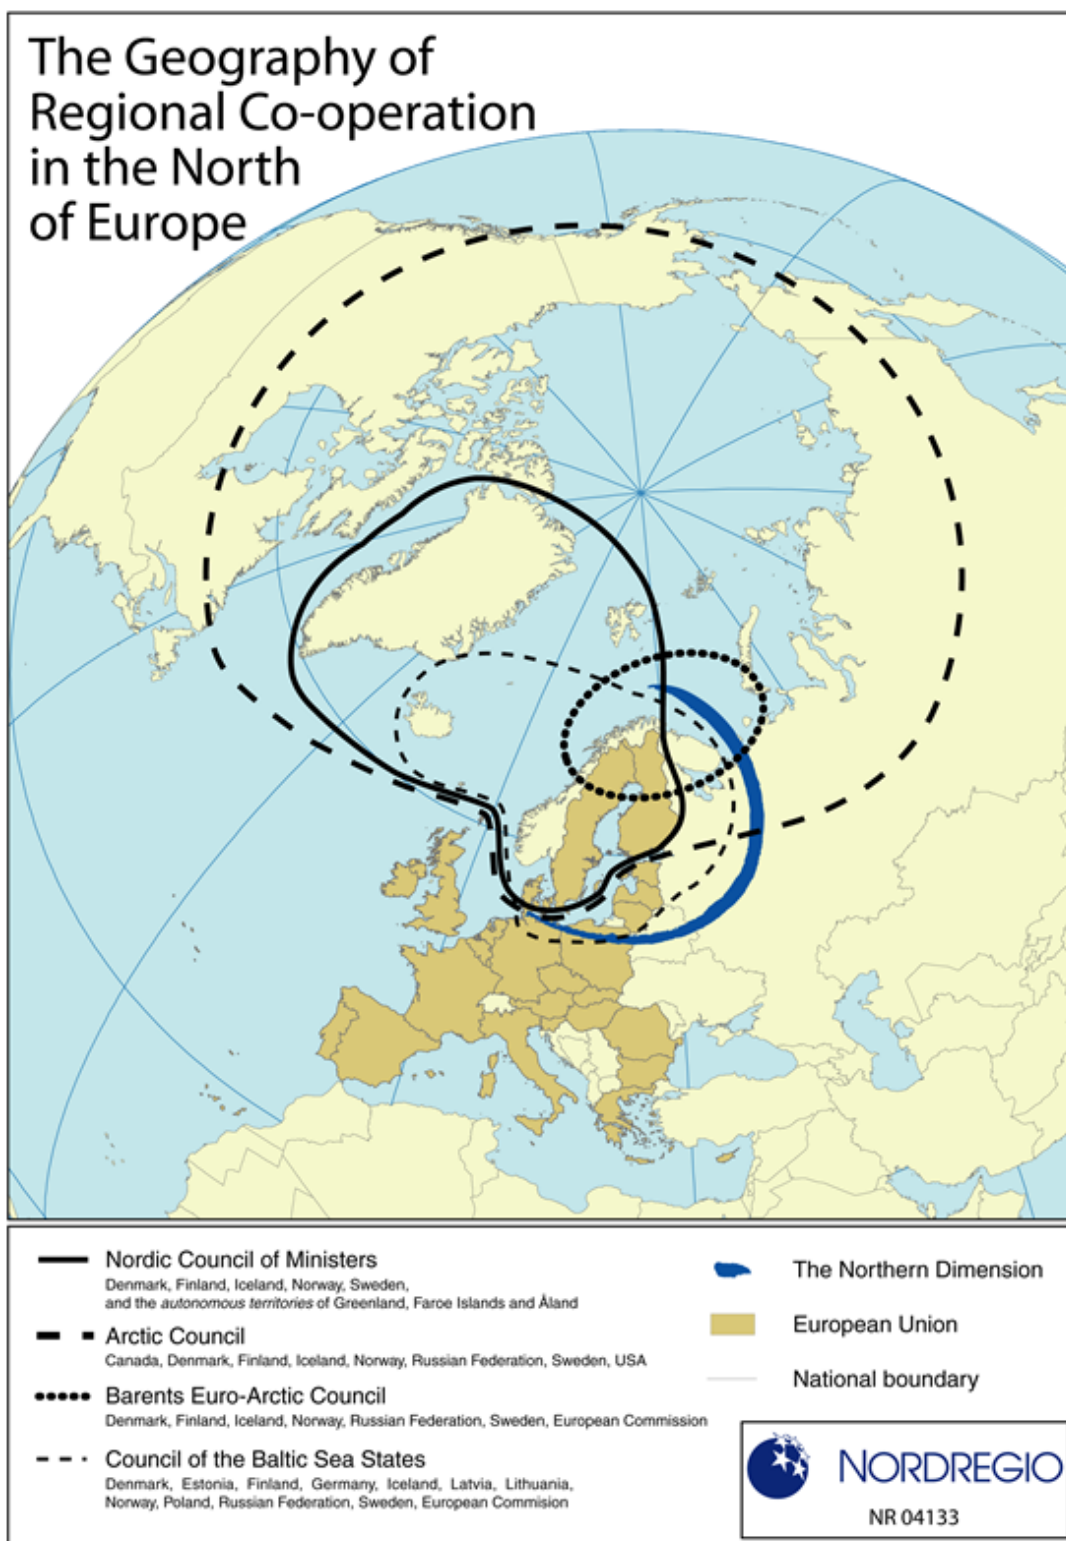 The Geography of
Regional Co-operation
in the North
of Europe
Nordic Council of Ministers
Denmark, Finland, Iceland, Norway, Sweden,
and the autonomous territories of Greenland, Faroe Islands and Åland
Arctic Council
Canada, Denmark, Finland, Iceland, Norway, Russian Federation, Sweden, USA
Barents Euro-Arctic Council
Denmark, Finland, Iceland, Norway, Russian Federation, Sweden, European Commission
Council of the Baltic Sea States
Denmark, Estonia, Finland, Germany, Iceland, Latvia, Lithuania,
Norway, Poland, Russian Federation, Sweden, European Commision
The Northern Dimension
European Union
National boundary
NORDREGIO
NR 04133